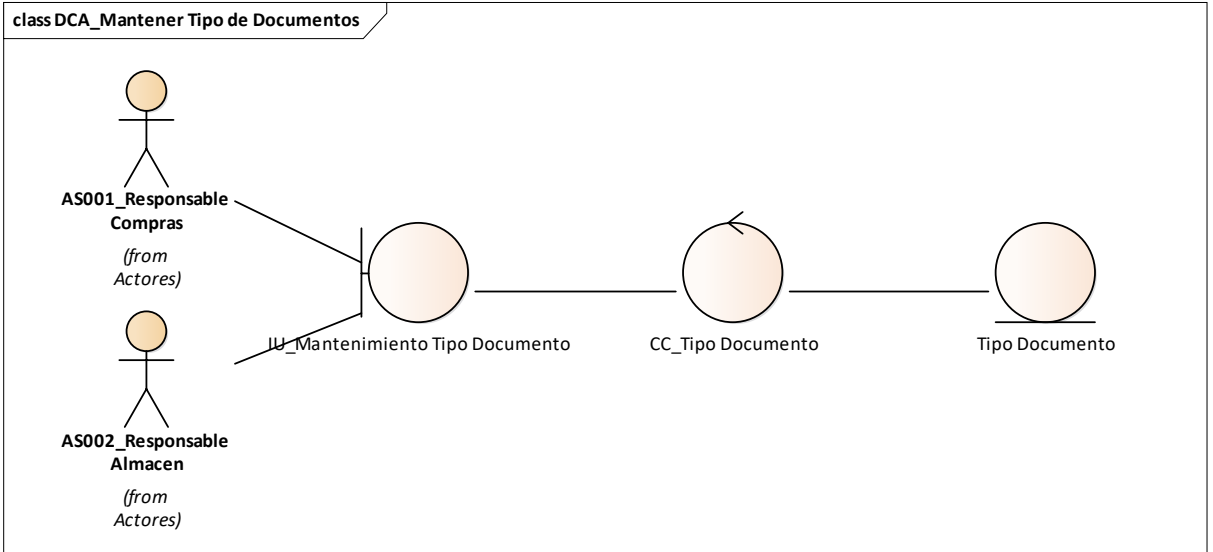 class DCA_Mantener Tipo de Documentos
AS001_Responsable
Compras
(from
Actores)
IU_Mantenimiento Tipo Documento
CC_Tipo Documento
Tipo Documento
AS002_Responsable
Almacen
(from
Actores)